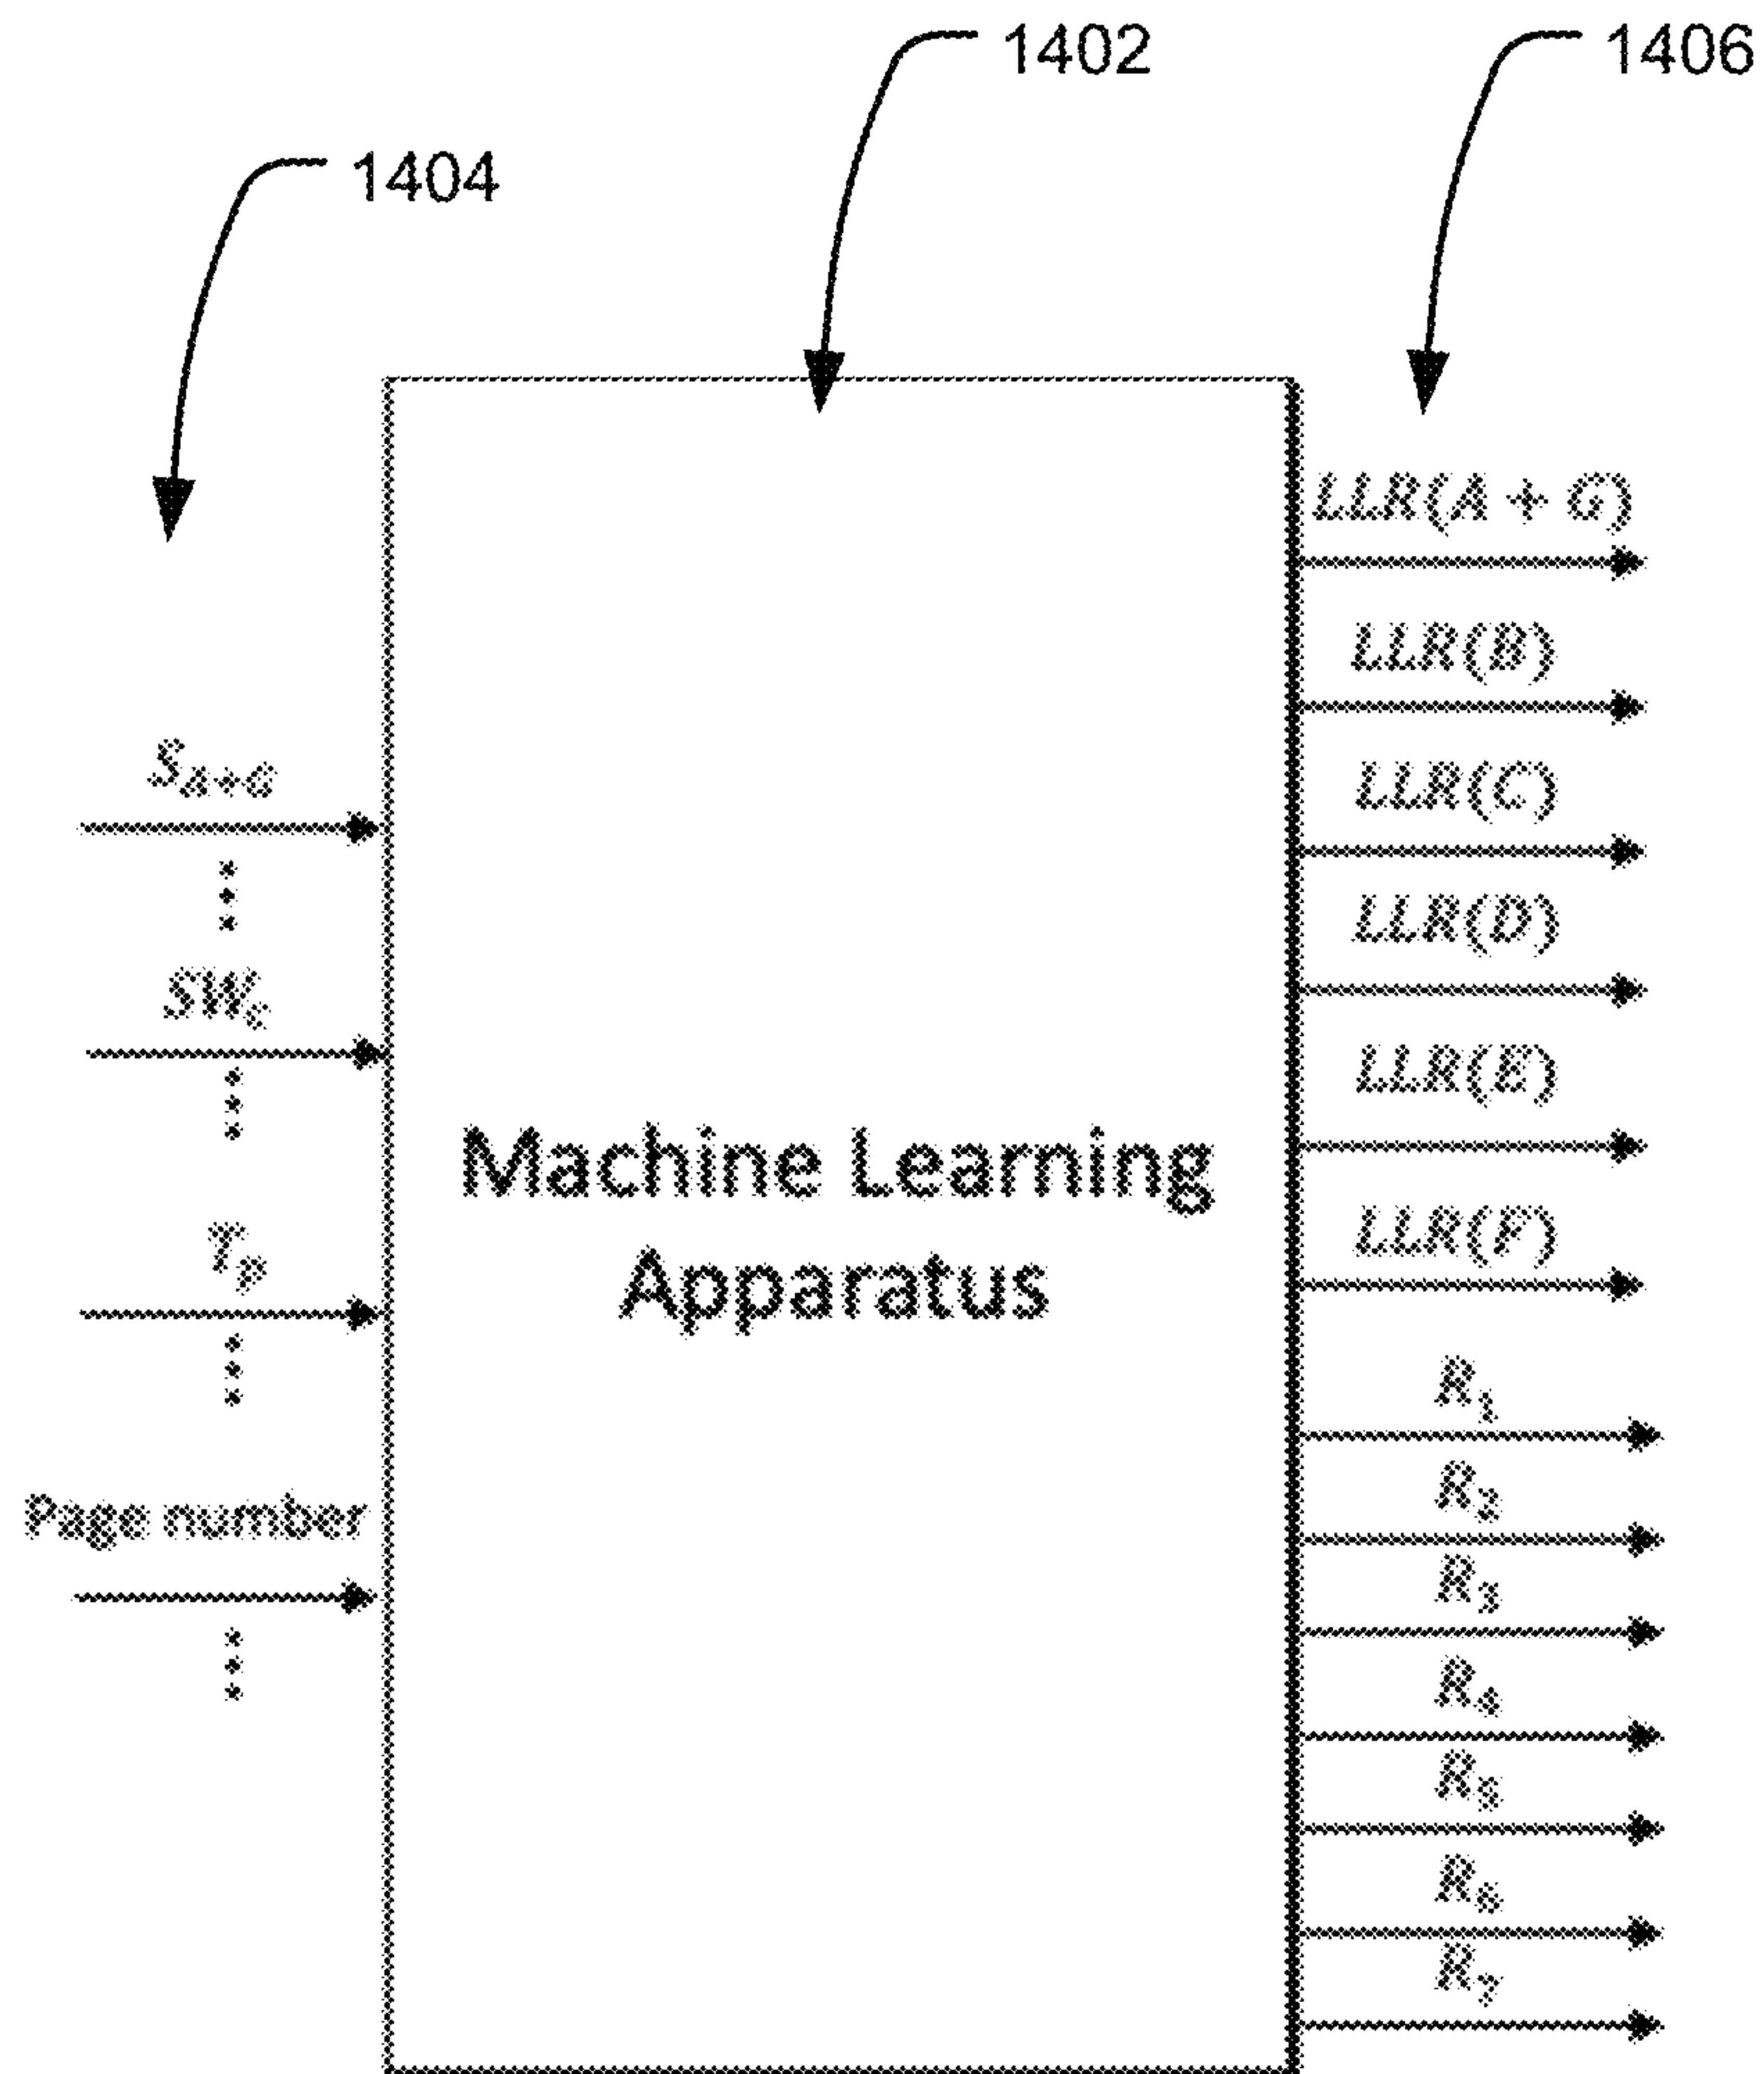 1402
1406
1404
LLR(A + G)
LLR(B)
S_{A+G}
LLR(C)
LLR(D)
SW_c
LLR(E)
Machine Learning
Apparatus
LLR(F)
T_p
R_1
Page number
R_2
R_3
R_4
R_5
R_6
R_7